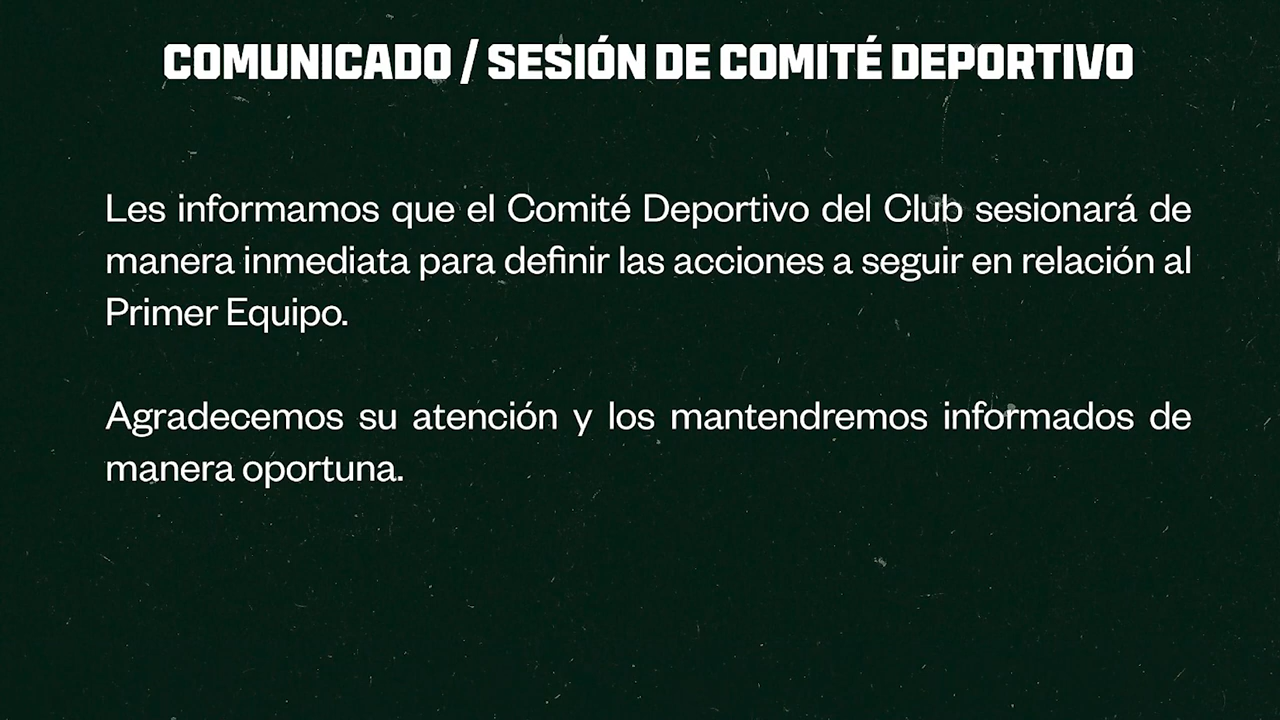 COMUNICADO / SESIÓN DE COMITÉ DEPORTIVO
Les informamos que el Comité Deportivo del Club sesionará de
manera inmediata para definir las acciones a seguir en relación al
Primer Equipo.
Agradecemos su atención y los mantendremos informados de
manera oportuna.